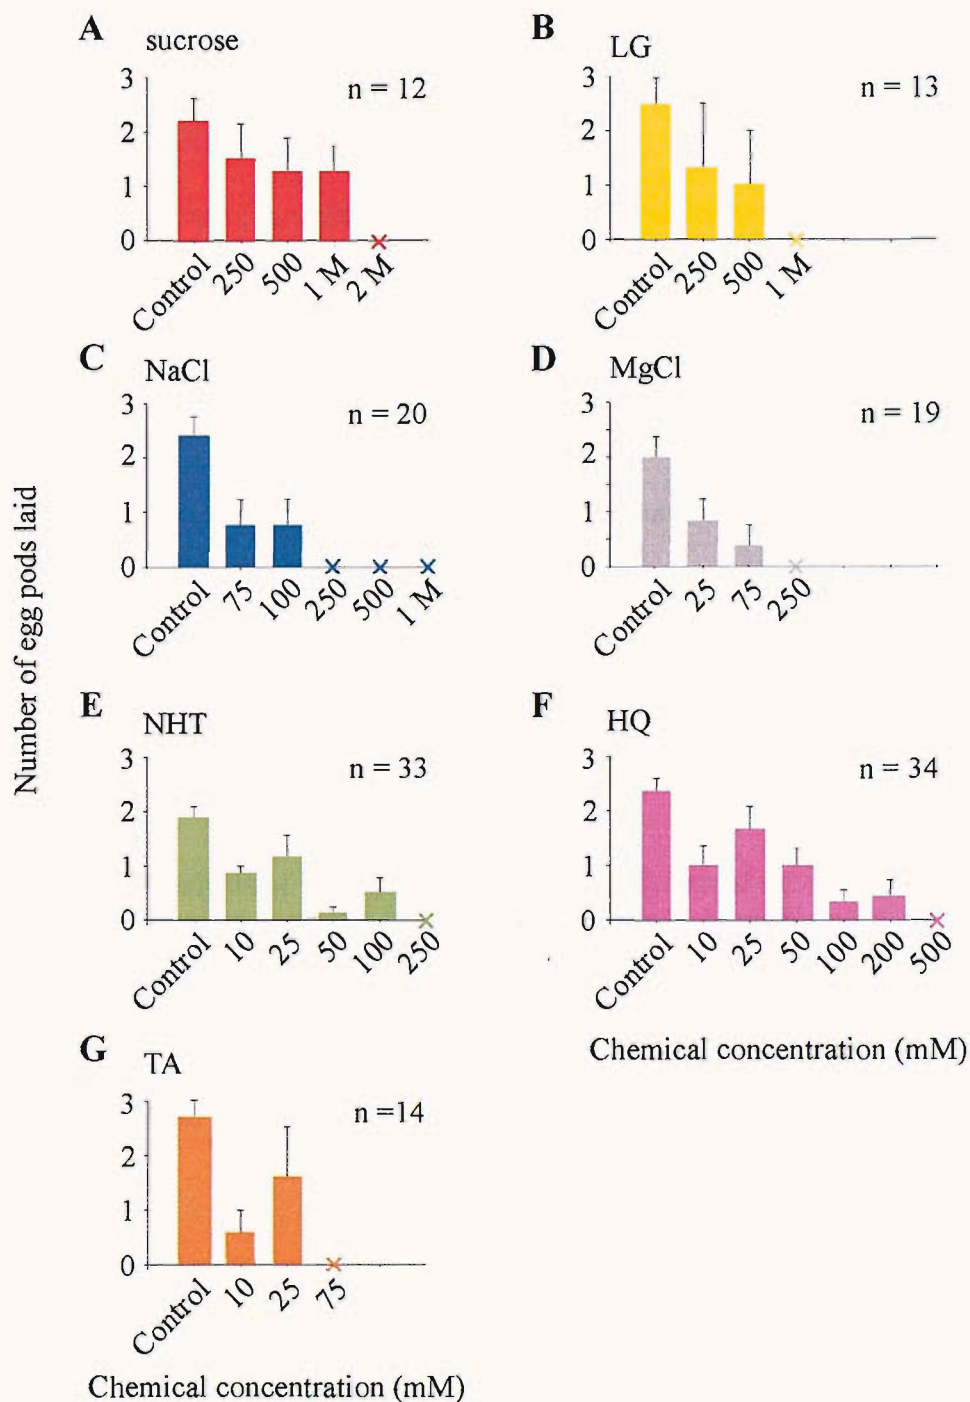 A
sucrose
3
2
1
0
n = 12
Control
250
500
1 M
2 M
B
LG
3
2
1
0
n = 13
Control
250
500
1 M
C
NaCl
3
2
1
0
n = 20
Control
75
100
250
500
1 M
D
MgCl
3
2
1
0
n = 19
Control
25
75
250
Number of egg pods laid
E
NHT
3
2
1
0
n = 33
Control
10
25
50
100
250
F
HQ
3
2
1
0
n = 34
Control
10
25
50
100
200
500
Chemical concentration (mM)
G
TA
3
2
1
0
n =14
Control
10
25
75
Chemical concentration (mM)